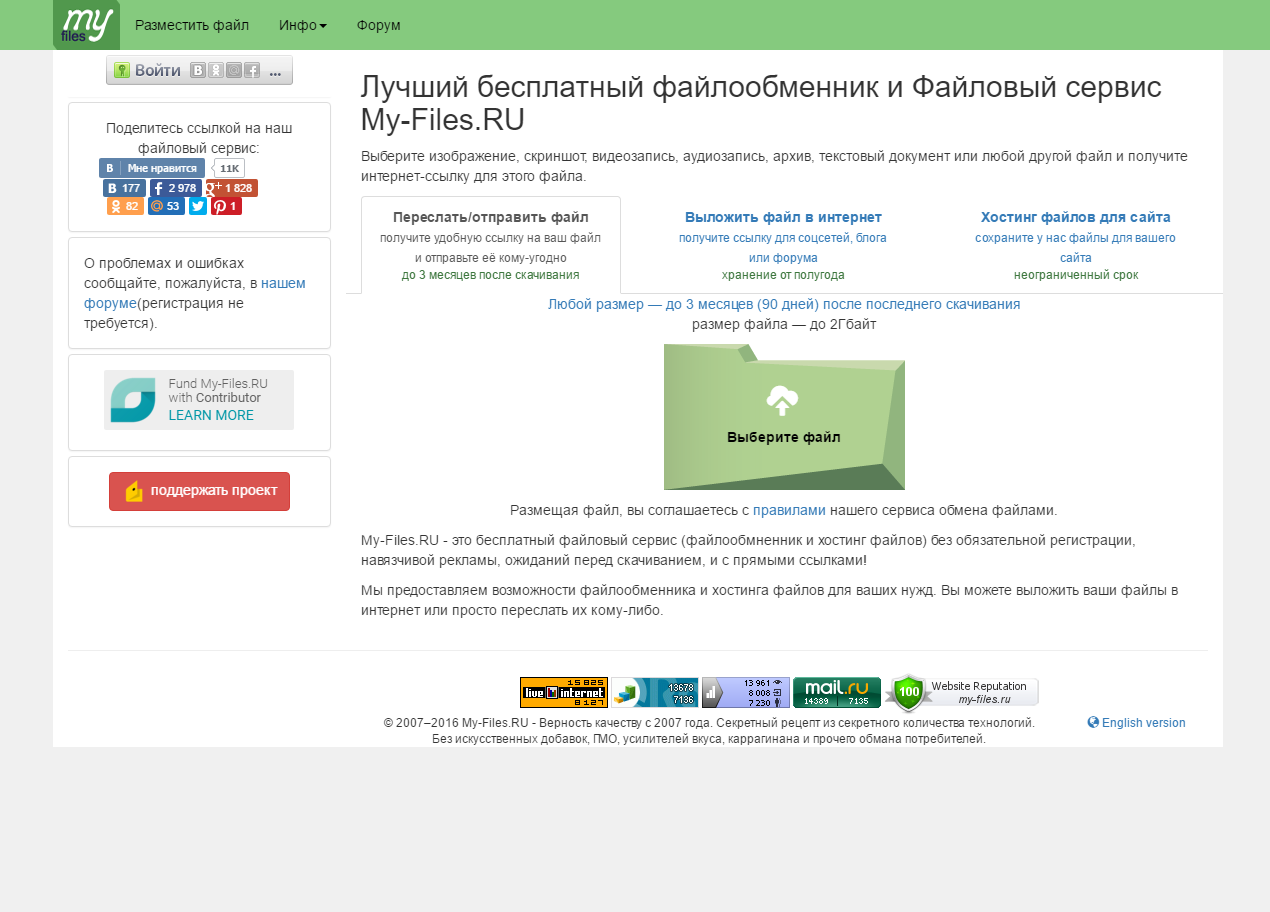 my
files
Разместить файл
Инфо
Форум
Войти
...
Поделитесь ссылкой на наш
файловый сервис:
B Мне нравится 11K
B 177
f 2 978
g+ 1 828
82
@ 53
1
О проблемах и ошибках
сообщайте, пожалуйста, в нашем
форуме(регистрация не
требуется).
Fund My-Files.RU
with Contributor
LEARN MORE
поддержать проект
Лучший бесплатный файлообменник и Файловый сервис
My-Files.RU
Выберите изображение, скриншот, видеозапись, аудиозапись, архив, текстовый документ или любой другой файл и получите
интернет-ссылку для этого файла.
Переслать/отправить файл
получите удобную ссылку на ваш файл
и отправьте её кому-угодно
до 3 месяцев после скачивания
Выложить файл в интернет
получите ссылку для соцсетей, блога
или форума
хранение от полугода
Хостинг файлов для сайта
сохраните у нас файлы для вашего
сайта
неограниченный срок
Любой размер — до 3 месяцев (90 дней) после последнего скачивания
размер файла — до 2Гбайт
Выберите файл
Размещая файл, вы соглашаетесь с правилами нашего сервиса обмена файлами.
My-Files.RU - это бесплатный файловый сервис (файлообмненник и хостинг файлов) без обязательной регистрации,
навязчивой рекламы, ожиданий перед скачиванием, и с прямыми ссылками!
Мы предоставляем возможности файлообменника и хостинга файлов для ваших нужд. Вы можете выложить ваши файлы в
интернет или просто переслать их кому-либо.
15 825
live internet
8 127
13678
7136
13 961
8 008
7 230
mail.ru
14389 7135
100
Website Reputation
my-files.ru
© 2007–2016 My-Files.RU - Верность качеству с 2007 года. Секретный рецепт из секретного количества технологий.
Без искусственных добавок, ГМО, усилителей вкуса, каррагинана и прочего обмана потребителей.
English version